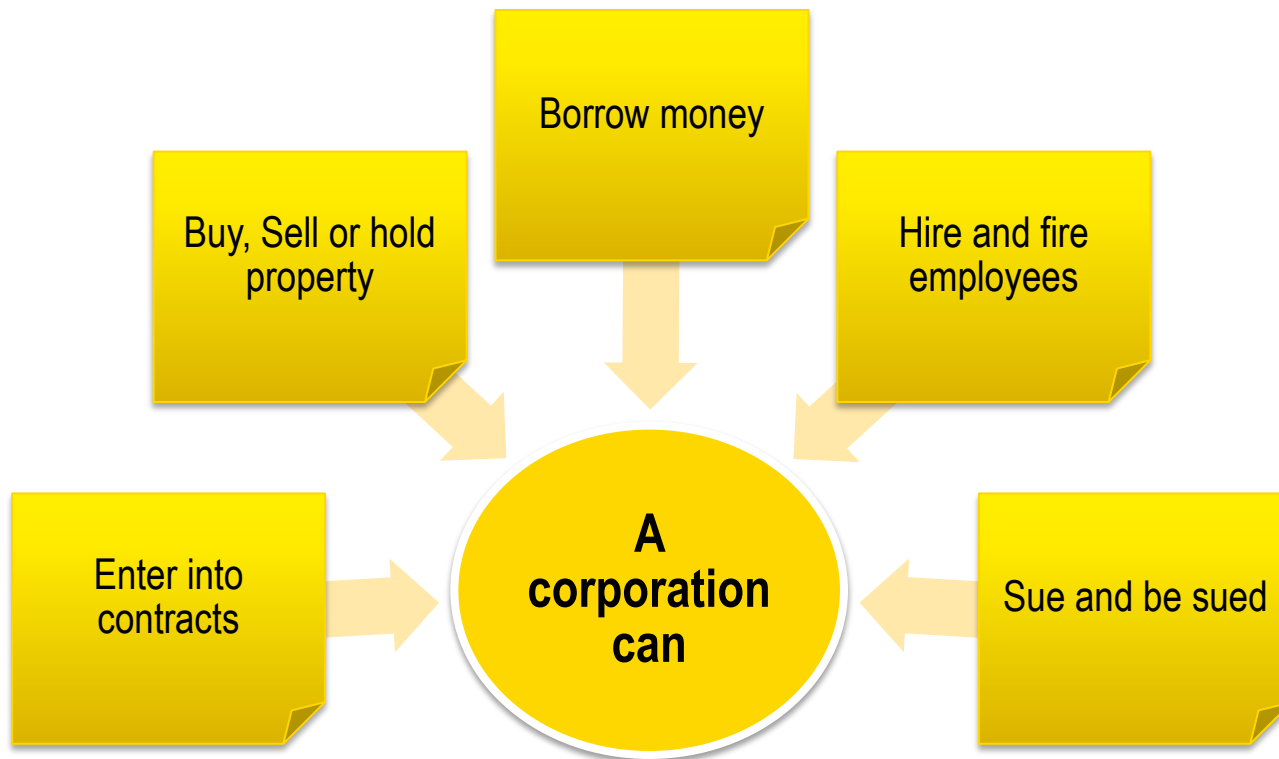 Borrow money
Buy, Sell or hold
property
Hire and fire
employees
Enter into
contracts
A
corporation
can
Sue and be sued